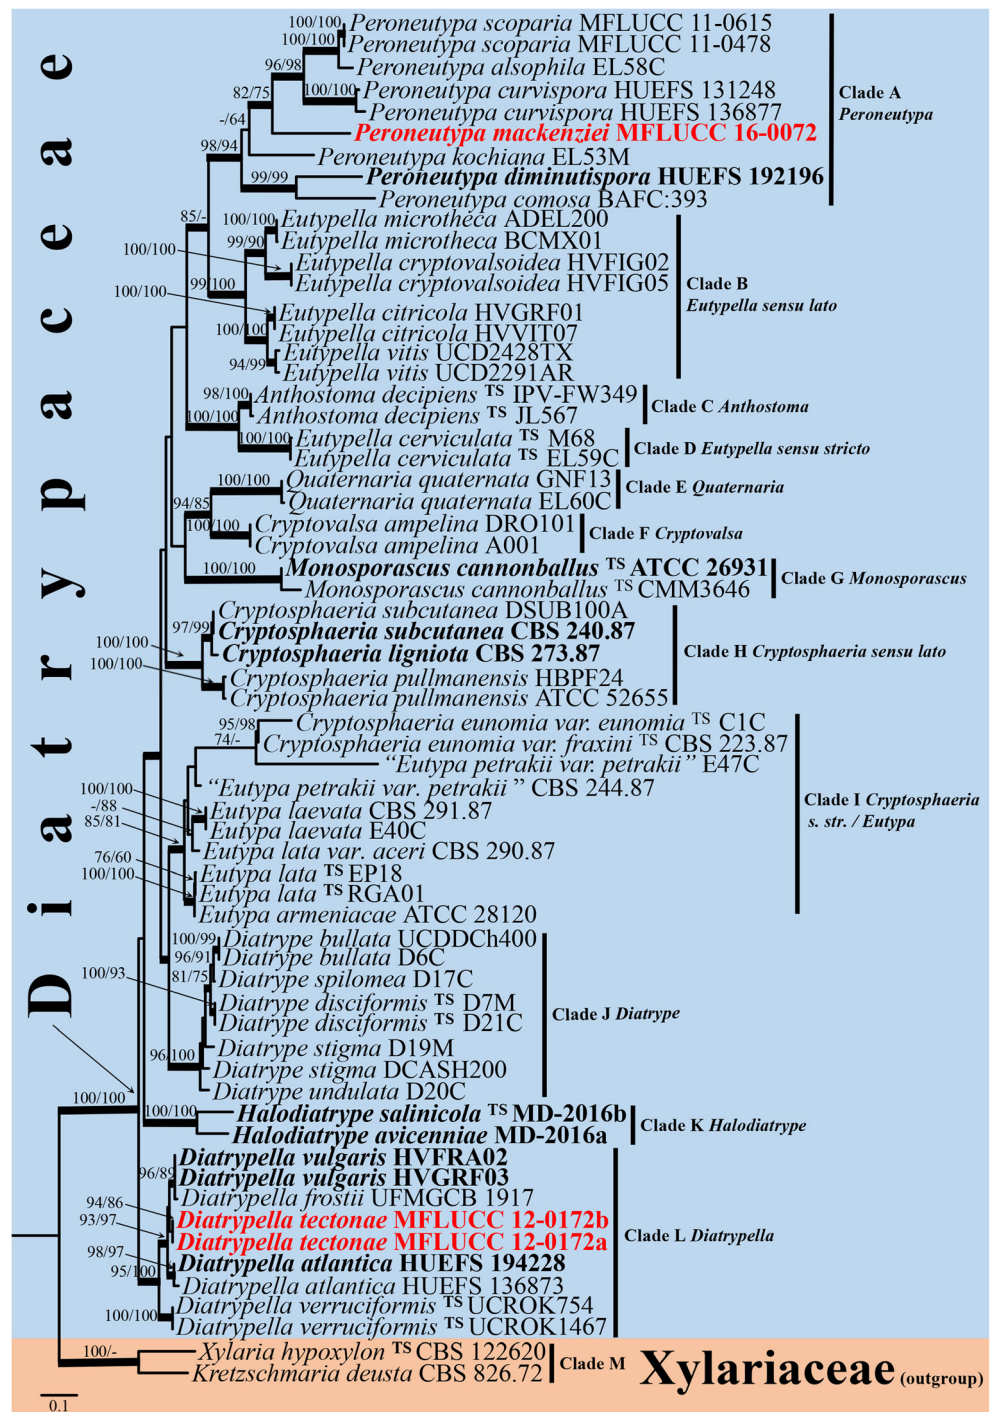 Diatrypaceae
100/100
Peroneutypa scoparia MFLUCC 11-0615
100/100
Peroneutypa scoparia MFLUCC 11-0478
96/98
Peroneutypa alsophila EL58C
82/75
100/100
Peroneutypa curvispora HUEFS 131248
Peroneutypa curvispora HUEFS 136877
-/64
Peroneutypa mackenziei MFLUCC 16-0072
98/94
Peroneutypa kochiana EL53M
99/99
Peroneutypa diminutispora HUEFS 192196
Peroneutypa comosa BAFC:393
Clade A
Peroneutypa
85/-
100/100
Eutypella microtheca ADEL200
99/90
Eutypella microtheca BCMX01
100/100
Eutypella cryptovalsoidea HVFIG02
Eutypella cryptovalsoidea HVFIG05
99/100
100/100
Eutypella citricola HVGRF01
100/100
Eutypella citricola HVVIT07
Eutypella vitis UCD2428TX
94/99
Eutypella vitis UCD2291AR
Clade B
Eutypella sensu lato
98/100
Anthostoma decipiens TS IPV-FW349
100/100
Anthostoma decipiens TS JL567
Clade C Anthostoma
100/100
Eutypella cerviculata TS M68
Eutypella cerviculata TS EL59C
Clade D Eutypella sensu stricto
100/100
Quaternaria quaternata GNF13
Quaternaria quaternata EL60C
Clade E Quaternaria
94/85
100/100
Cryptovalsa ampelina DRO101
Cryptovalsa ampelina A001
Clade F Cryptovalsa
100/100
Monosporascus cannonballus TS ATCC 26931
Monosporascus cannonballus TS CMM3646
Clade G Monosporascus
Cryptosphaeria subcutanea DSUB100A
97/99
Cryptosphaeria subcutanea CBS 240.87
100/100
Cryptosphaeria ligniota CBS 273.87
100/100
Cryptosphaeria pullmanensis HBPF24
Cryptosphaeria pullmanensis ATCC 52655
Clade H Cryptosphaeria sensu lato
95/98
Cryptosphaeria eunomia var. eunomia TS C1C
74/-
Cryptosphaeria eunomia var. fraxini TS CBS 223.87
“Eutypa petrakii var. petrakii” E47C
“Eutypa petrakii var. petrakii” CBS 244.87
100/100
Eutypa laevata CBS 291.87
-/88
Eutypa laevata E40C
85/81
Eutypa lata var. aceri CBS 290.87
76/60
Eutypa lata TS EP18
100/100
Eutypa lata TS RGA01
Eutypa armeniacae ATCC 28120
Clade I Cryptosphaeria
s. str. / Eutypa
100/99
Diatrype bullata UCDDCh400
96/91
Diatrype bullata D6C
81/75
Diatrype spilomea D17C
100/93
Diatrype disciformis TS D7M
Diatrype disciformis TS D21C
Diatrype stigma D19M
96/100
Diatrype stigma DCASH200
Diatrype undulata D20C
Clade J Diatrype
100/100
100/100
Halodiatrype salinicola TS MD-2016b
Halodiatrype avicenniae MD-2016a
Clade K Halodiatrype
Diatrypella vulgaris HVFRA02
96/89
Diatrypella vulgaris HVGRF03
Diatrypella frostii UFMGCB 1917
94/86
Diatrypella tectonae MFLUCC 12-0172b
93/97
Diatrypella tectonae MFLUCC 12-0172a
98/97
Diatrypella atlantica HUEFS 194228
95/100
Diatrypella atlantica HUEFS 136873
Diatrypella verruciformis TS UCROK754
100/100
Diatrypella verruciformis TS UCROK1467
Clade L Diatrypella
100/-
Xylaria hypoxylon TS CBS 122620
Kretzschmaria deusta CBS 826.72
Clade M
Xylariaceae (outgroup)
0.1